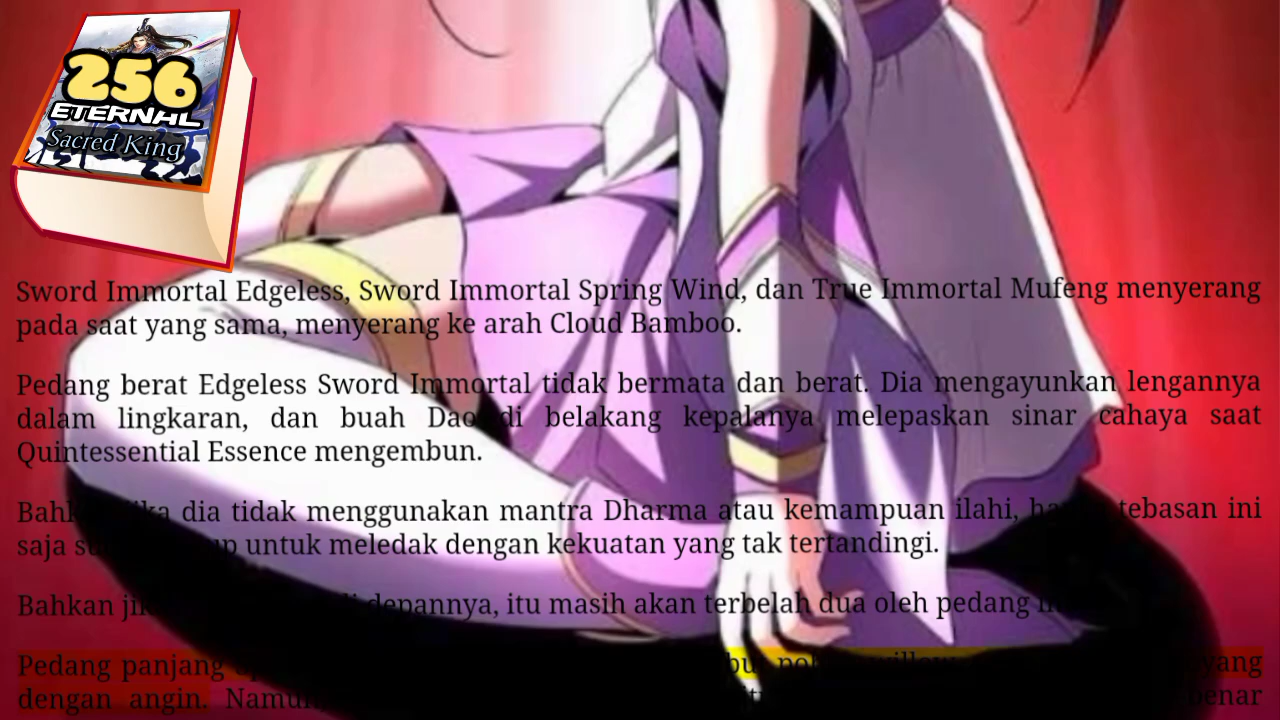 256
ETERNAL
Sacred King
Sword Immortal Edgeless, Sword Immortal Spring Wind, dan True Immortal Mufeng menyerang
pada saat yang sama, menyerang ke arah Cloud Bamboo.
Pedang berat Edgeless Sword Immortal tidak bermata dan berat. Dia mengayunkan lengannya
dalam lingkaran, dan buah Dao di belakang kepalanya melepaskan sinar cahaya saat
Quintessential Essence mengembun.
Bahkan jika dia tidak menggunakan mantra Dharma atau kemampuan ilahi, hanya tebasan ini
saja untuk meledak dengan kekuatan yang tak tertandingi.
Bahkan depannya, itu masih akan terbelah dua oleh pedang
Pedang panjang
dengan angin. Namun, benar